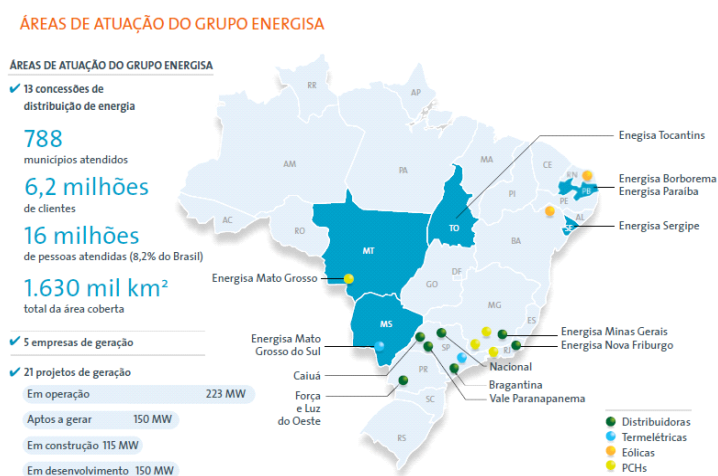 ÁREAS DE ATUAÇÃO DO GRUPO ENERGISA
ÁREAS DE ATUAÇÃO DO GRUPO ENERGISA
13 concessões de
distribuição de energia
788
municípios atendidos
6,2 milhões
de clientes
16 milhões
de pessoas atendidas (8,2% do Brasil)
1.630 mil km²
total da área coberta
5 empresas de geração
21 projetos de geração
Em operação 223 MW
Aptos a gerar 150 MW
Em construção 115 MW
Em desenvolvimento 150 MW
RR
AP
AM
PA
MA
CE
RN
PB
PI
PE
AL
SE
AC
RO
MT
TO
BA
GO
DF
MG
ES
MS
SP
RJ
PR
SC
RS
Enegisa Tocantins
Energisa Borborema
Energisa Paraiba
Energisa Sergipe
Energisa Mato Grosso
Energisa Minas Gerais
Energisa Nova Friburgo
Energisa Mato
Grosso do Sul
Nacional
Caiuá
Bragantina
Vale Paranapanema
Força
e Luz
do Oeste
Distribuidoras
Termelétricas
Eólicas
PCHs